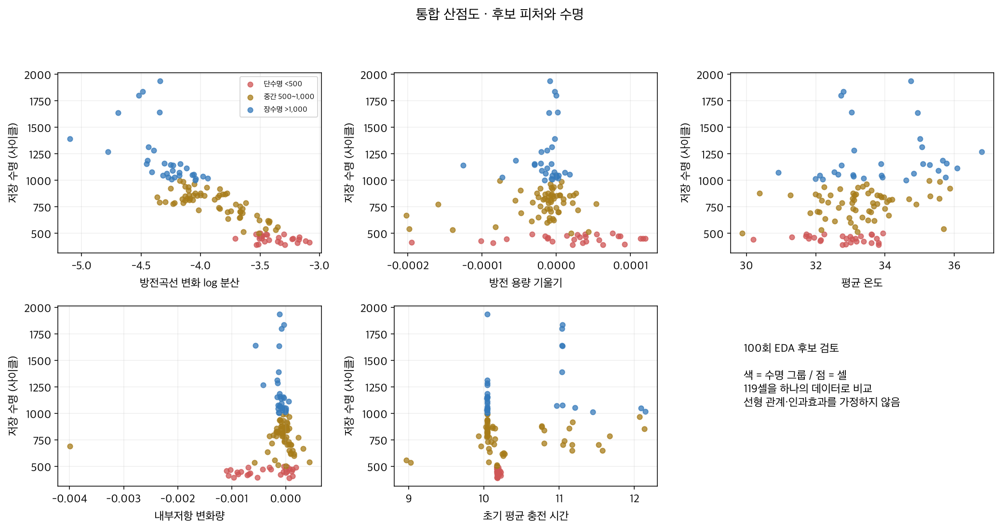 통합 산점도 · 후보 피처와 수명
저장 수명 (사이클)
2000
1750
1500
1250
1000
750
500
단수명 <500
중간 500~1,000
장수명 >1,000
-5.0 -4.5 -4.0 -3.5 -3.0
방전곡선 변화 log 분산
저장 수명 (사이클)
2000
1750
1500
1250
1000
750
500
-0.0002 -0.0001 0.0000 0.0001
방전 용량 기울기
저장 수명 (사이클)
2000
1750
1500
1250
1000
750
500
30 32 34 36
평균 온도
저장 수명 (사이클)
2000
1750
1500
1250
1000
750
500
-0.004 -0.003 -0.002 -0.001 0.000
내부저항 변화량
저장 수명 (사이클)
2000
1750
1500
1250
1000
750
500
9 10 11 12
초기 평균 충전 시간
100회 EDA 후보 검토
색 = 수명 그룹 / 점 = 셀
119셀을 하나의 데이터로 비교
선형 관계·인과효과를 가정하지 않음